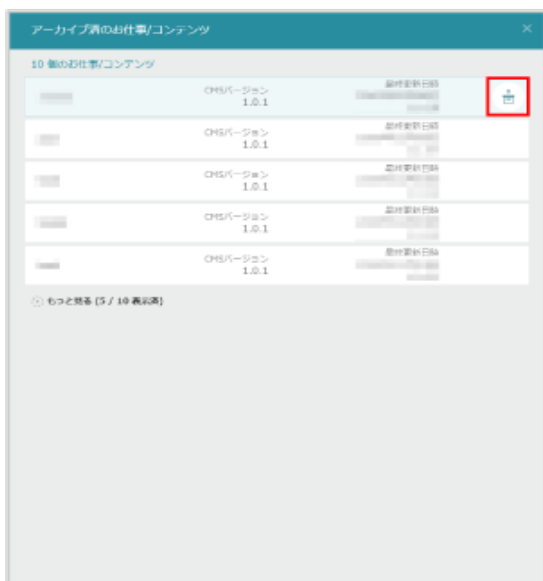 アーカイブ済のお仕事/コンテンツ
10 個のお仕事/コンテンツ
CMSバージョン
1.0.1
最終更新日時
CMSバージョン
1.0.1
最終更新日時
CMSバージョン
1.0.1
最終更新日時
CMSバージョン
1.0.1
最終更新日時
CMSバージョン
1.0.1
最終更新日時
もっと見る (5 / 10 表示済)